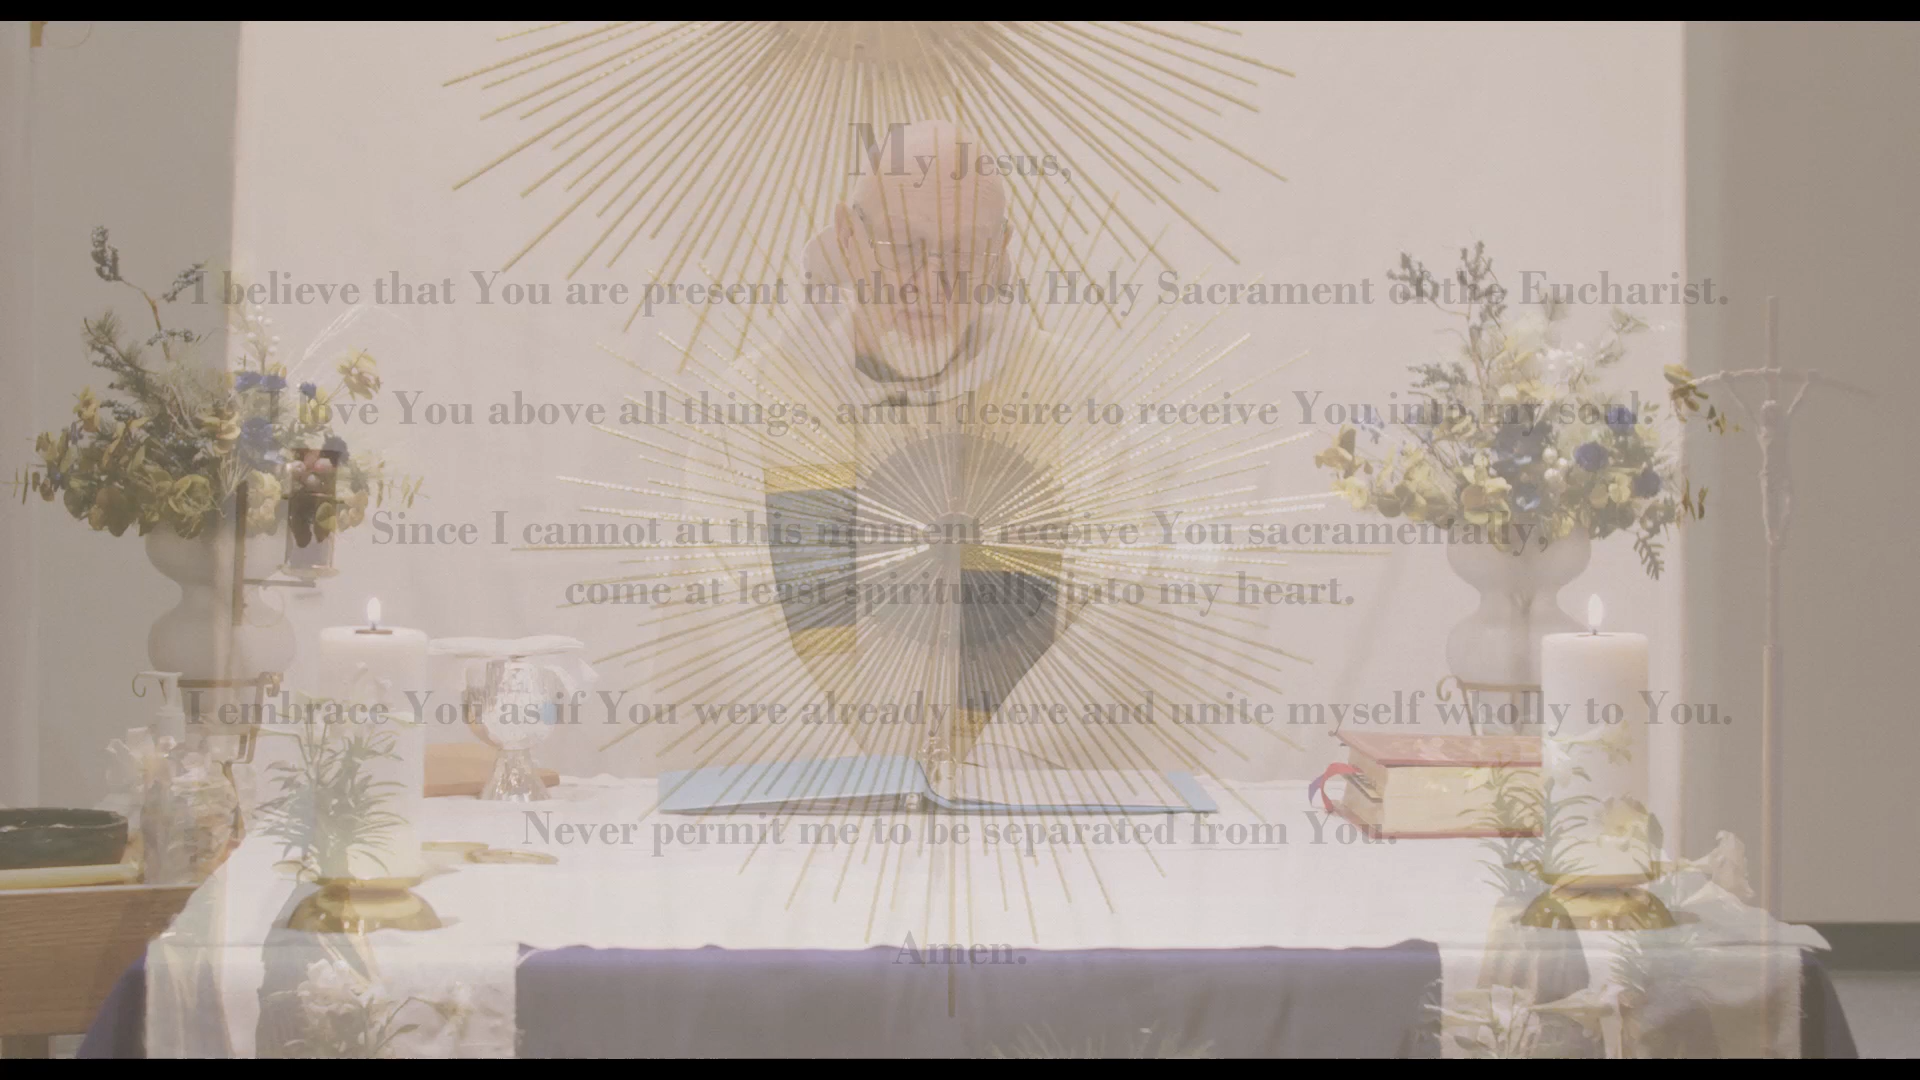 My Jesus,
I believe that You are present in the Most Holy Sacrament of the Eucharist.
I love You above all things, and I desire to receive You into my soul.
Since I cannot at this moment receive You sacramentally,
come at least spiritually into my heart.
I embrace You as if You were already there and unite myself wholly to You.
Never permit me to be separated from You.
Amen.